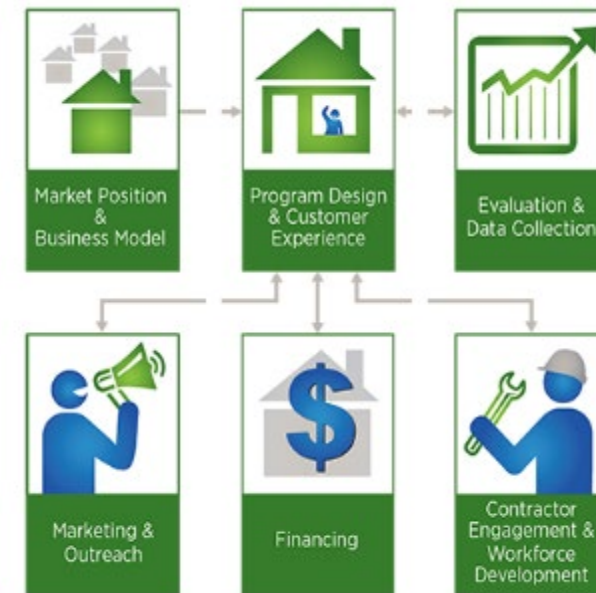 Market Position
&
Business Model
Program Design
& Customer
Experience
Evaluation &
Data Collection
Marketing &
Outreach
$
Financing
Contractor
Engagement &
Workforce
Development